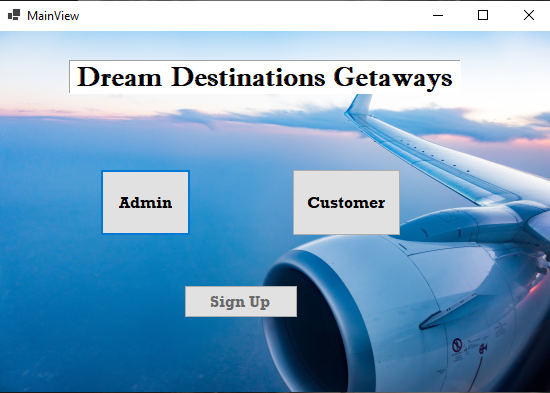 MainView
Dream Destinations Getaways
Admin
Customer
Sign Up